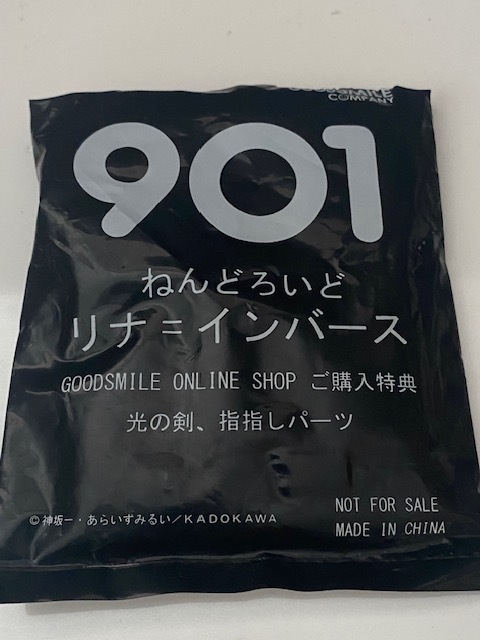 GOODSMILE
COMPANY
901
ねんどろいど
リナ＝インバース
GOODSMILE ONLINE SHOP ご購入特典
光の剣、指指しパーツ
NOT FOR SALE
©神坂一・あらいずみるい／KADOKAWA
MADE IN CHINA